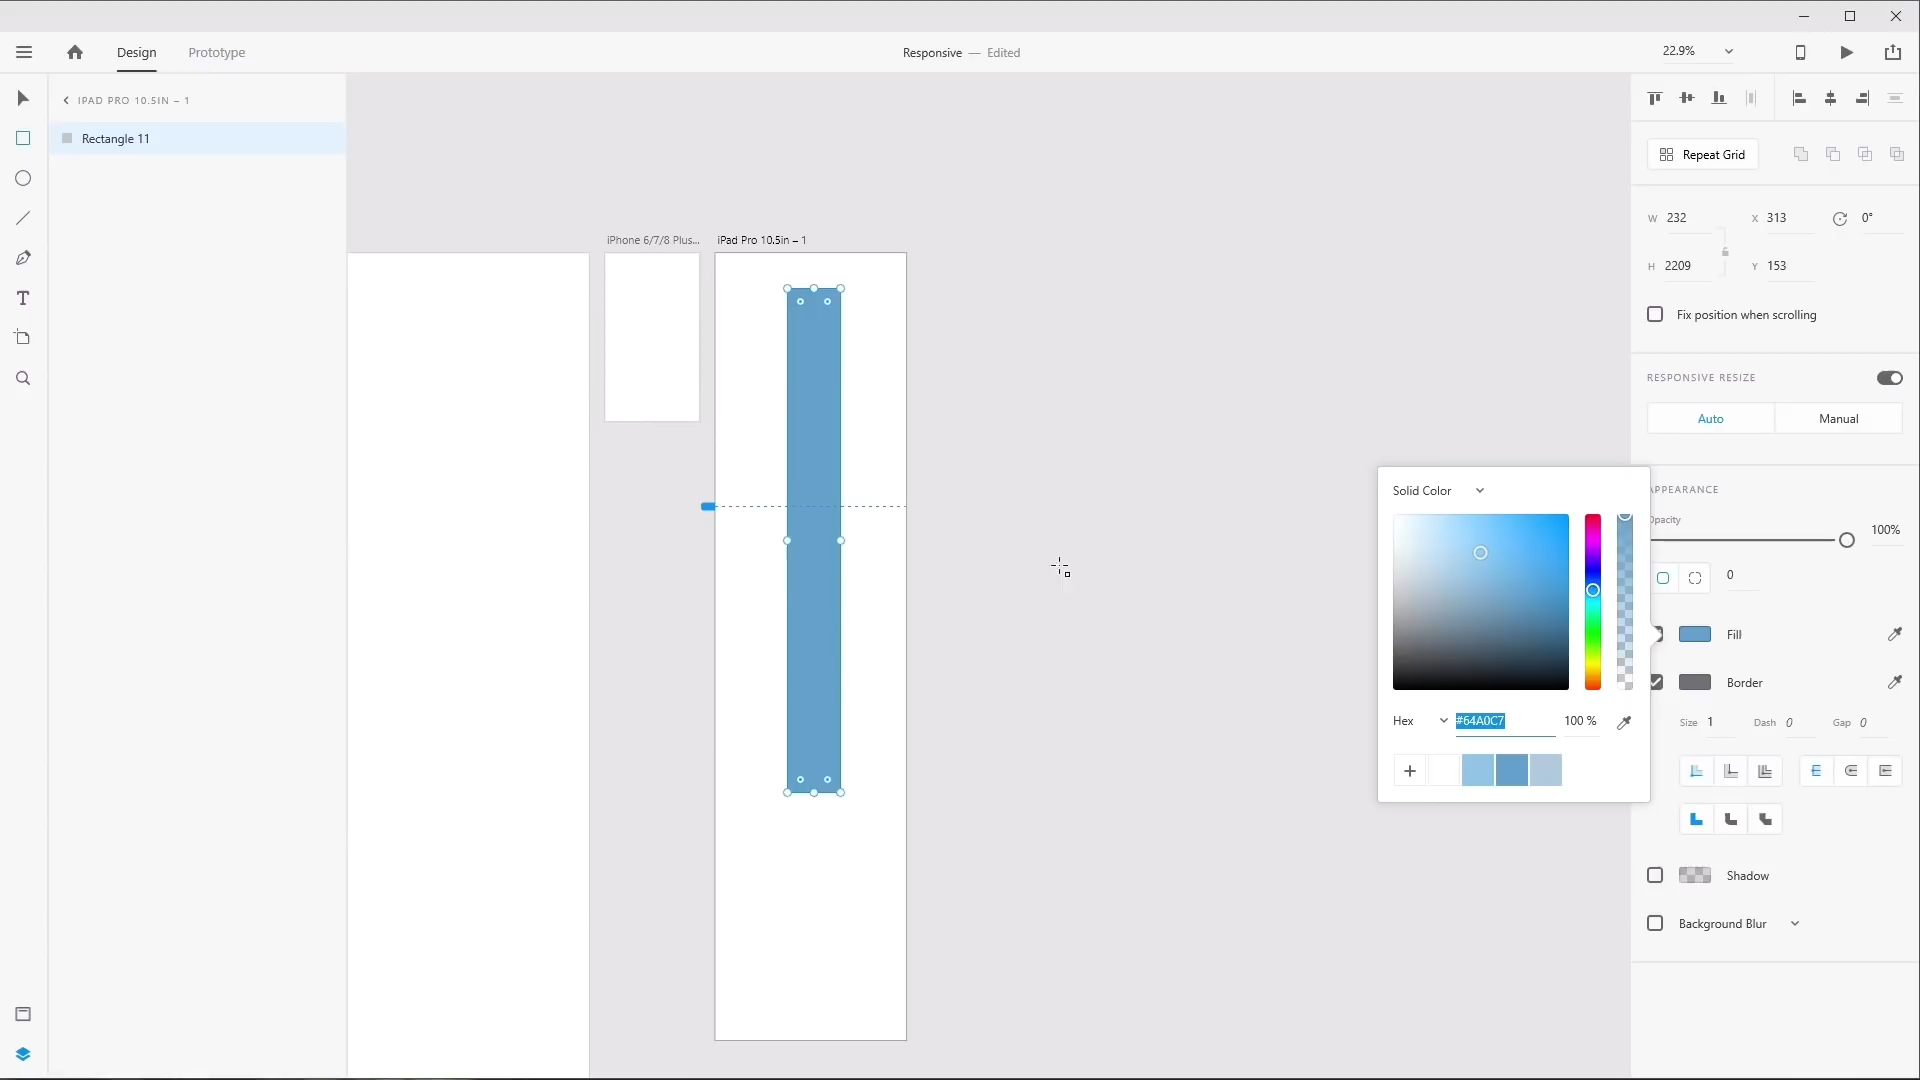 Design
Prototype
Responsive — Edited
22.9%
IPAD PRO 10.5IN – 1
Rectangle 11
iPhone 6/7/8 Plus...
iPad Pro 10.5in – 1
Repeat Grid
W 232
X 313
0°
H 2209
Y 153
Fix position when scrolling
RESPONSIVE RESIZE
Auto
Manual
Solid Color
APPEARANCE
Opacity
100%
0
Fill
Border
Size 1
Dash 0
Gap 0
Hex
#64A0C7
100 %
Shadow
Background Blur